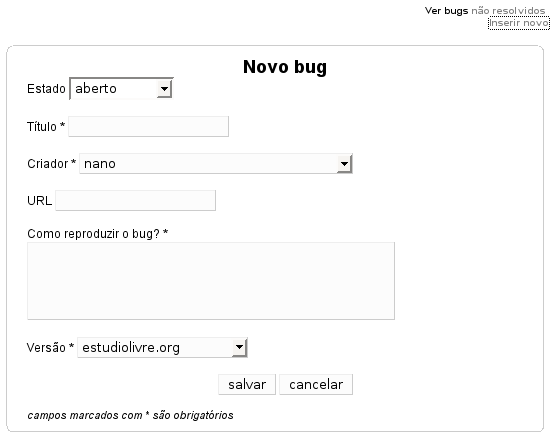 Ver bugs não resolvidos
Inserir novo
Novo bug
Estado aberto
Título *
Criador * nano
URL
Como reproduzir o bug? *
Versão * estudiolivre.org
salvar cancelar
campos marcados com * são obrigatórios